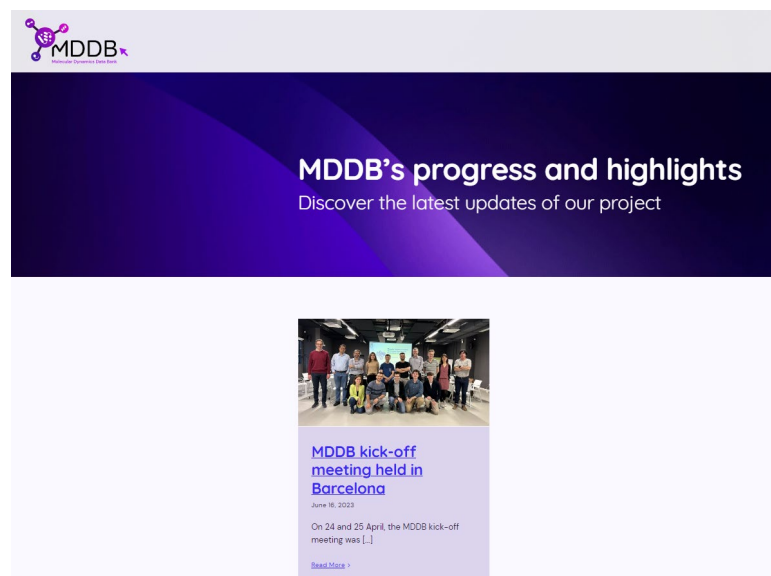 MDDB
Molecular Dynamics Data Bank
MDDB's progress and highlights
Discover the latest updates of our project
MDDB kick-off
meeting held in
Barcelona
June 16, 2023
On 24 and 25 April, the MDDB kick-off
meeting was [...]
Read More >